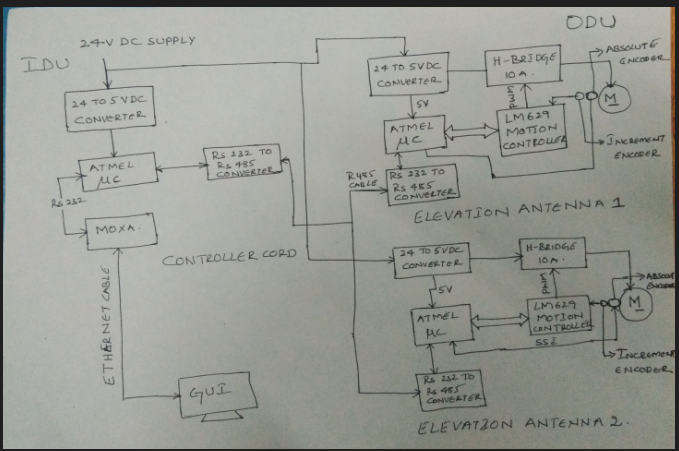 ODU
IDU
24-V DC SUPPLY
24 TO 5VDC
CONVERTER
ATMEL
μC
RS 232 TO
RS 485
CONVERTER
RS 232
MOXA.
CONTROLLER CORD
ETHERNET CABLE
GUI
24 TO 5VDC
CONVERTER
5V
H-BRIDGE
10A.
PWM
ABSOLUTE
ENCODER
M
ATMEL
μC
LM629
MOTION
CONTROLLER
INCREMENT
ENCODER
R485
CABLE
RS 232 TO
RS 485
CONVERTER
ELEVATION ANTENNA 1
24 TO 5VDC
CONVERTER
5V
H-BRIDGE
10A.
PWM
ABSOLUT
ENCODER
M
ATMEL
μC
LM629
MOTION
CONTROLLER
SSI
INCREMENT
ENCODER
RS 232 TO
RS 485
CONVERTER
ELEVATION ANTENNA 2.